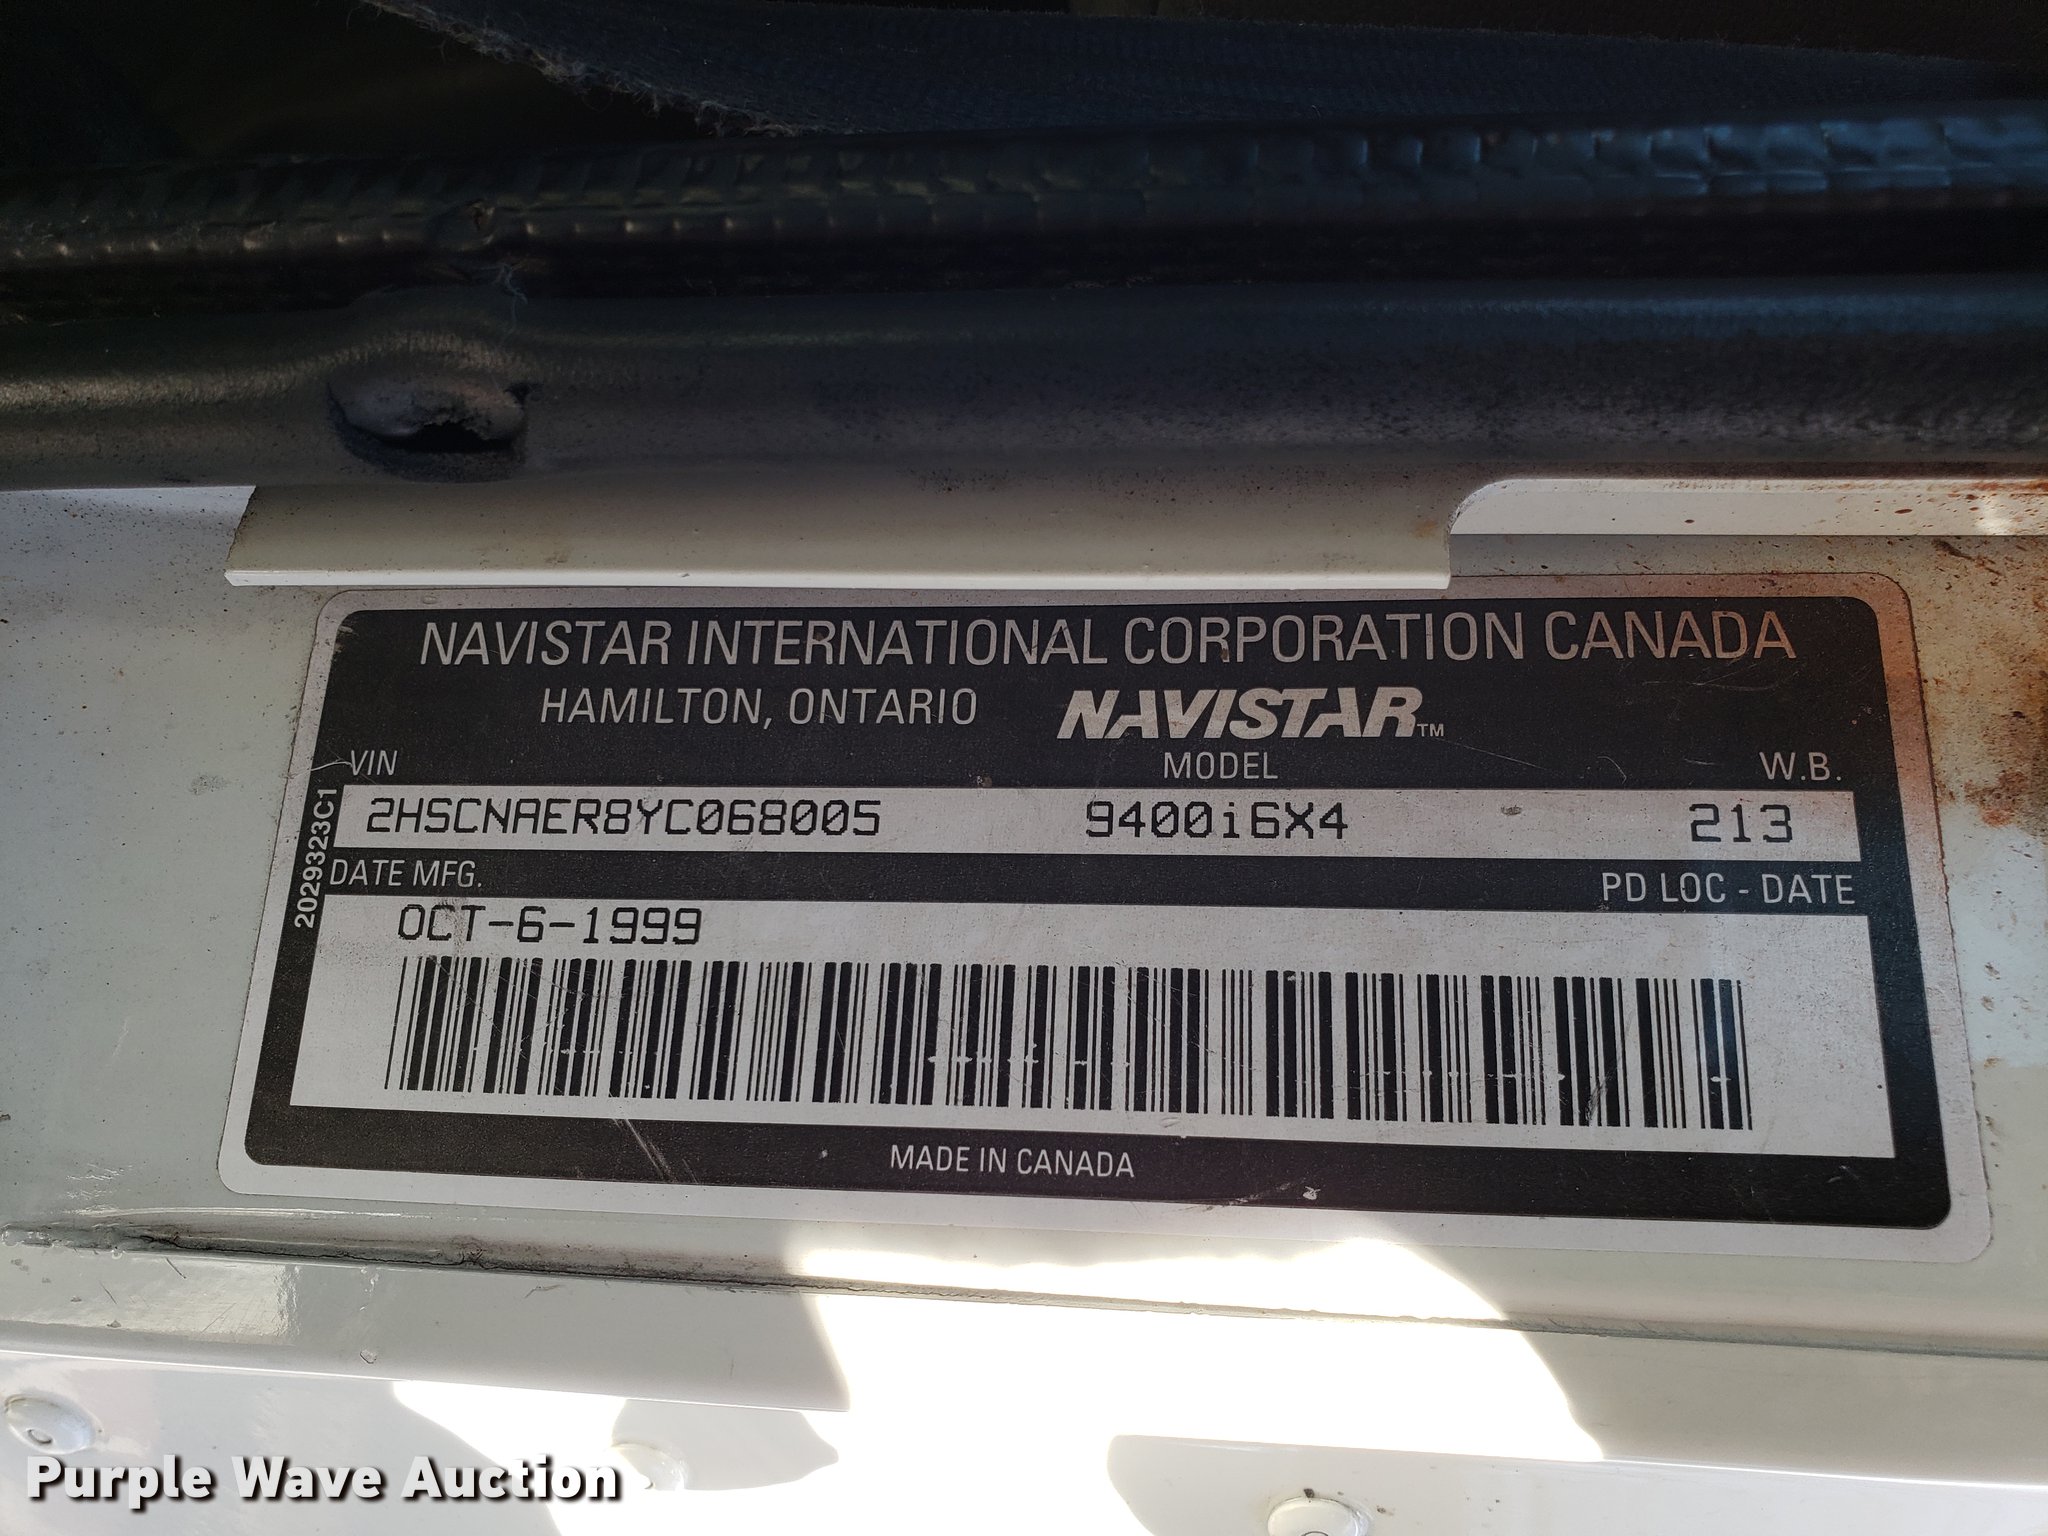 NAVISTAR INTERNATIONAL CORPORATION CANADA
HAMILTON, ONTARIO NAVISTAR™
VIN MODEL W.B.
2HSCNAER8YC068005 9400i6X4 213
2029323C1
DATE MFG. PD LOC - DATE
OCT-6-1999
MADE IN CANADA
Purple Wave Auction